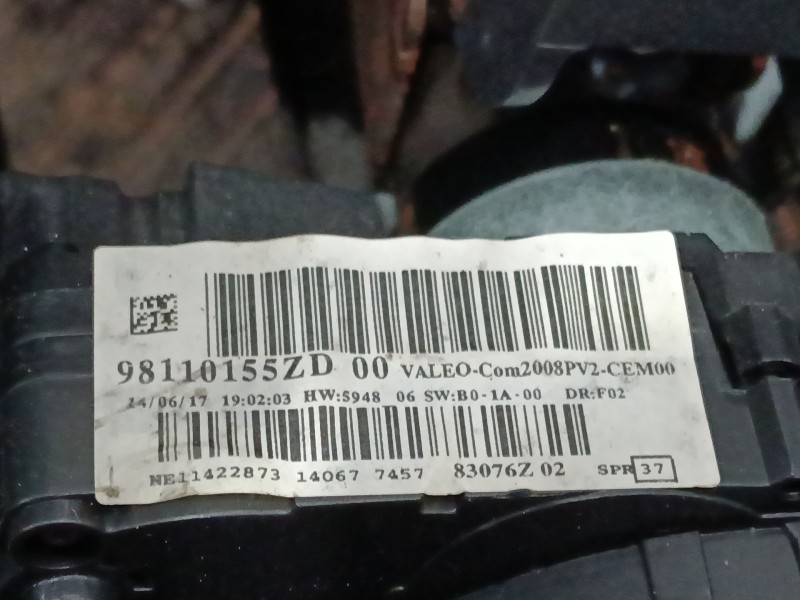 98110155ZD 00 VALEO-Com2008PV2-CEM00
14/06/17 19:02:03 HW:5948 06 SW:B0-1A-00 DR:F02
NE11422873 14067 7457 83076Z 02 SPR 37